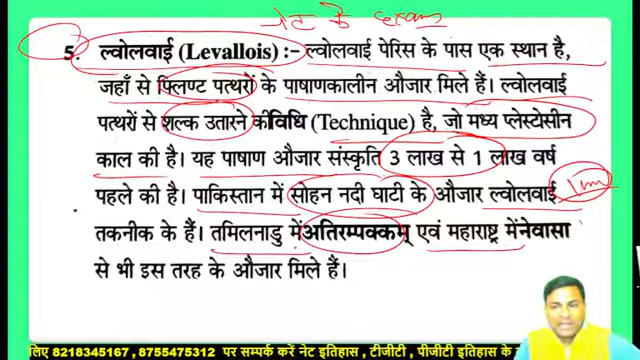 नेट के exam
5. ल्वोलवाई (Levallois) :- ल्वोलवाई पेरिस के पास एक स्थान है,
जहाँ से फ्लिण्ट पत्थरों के पाषाणकालीन औजार मिले हैं। ल्वोलवाई
पत्थरों से शल्क उतारने की विधि (Technique) है, जो मध्य प्लेस्टोसीन
काल की है। यह पाषाण औजार संस्कृति 3 लाख से 1 लाख वर्ष
पहले की है। पाकिस्तान में सोहन नदी घाटी के औजार ल्वोलवाई
तकनीक के हैं। तमिलनाडु में अतिरम्पक्कम् एवं महाराष्ट्र में नेवासा
से भी इस तरह के औजार मिले हैं।
लिए 8218345167, 8755475312 पर सम्पर्क करें नेट इतिहास , टीजीटी, पीजीटी इतिहास के